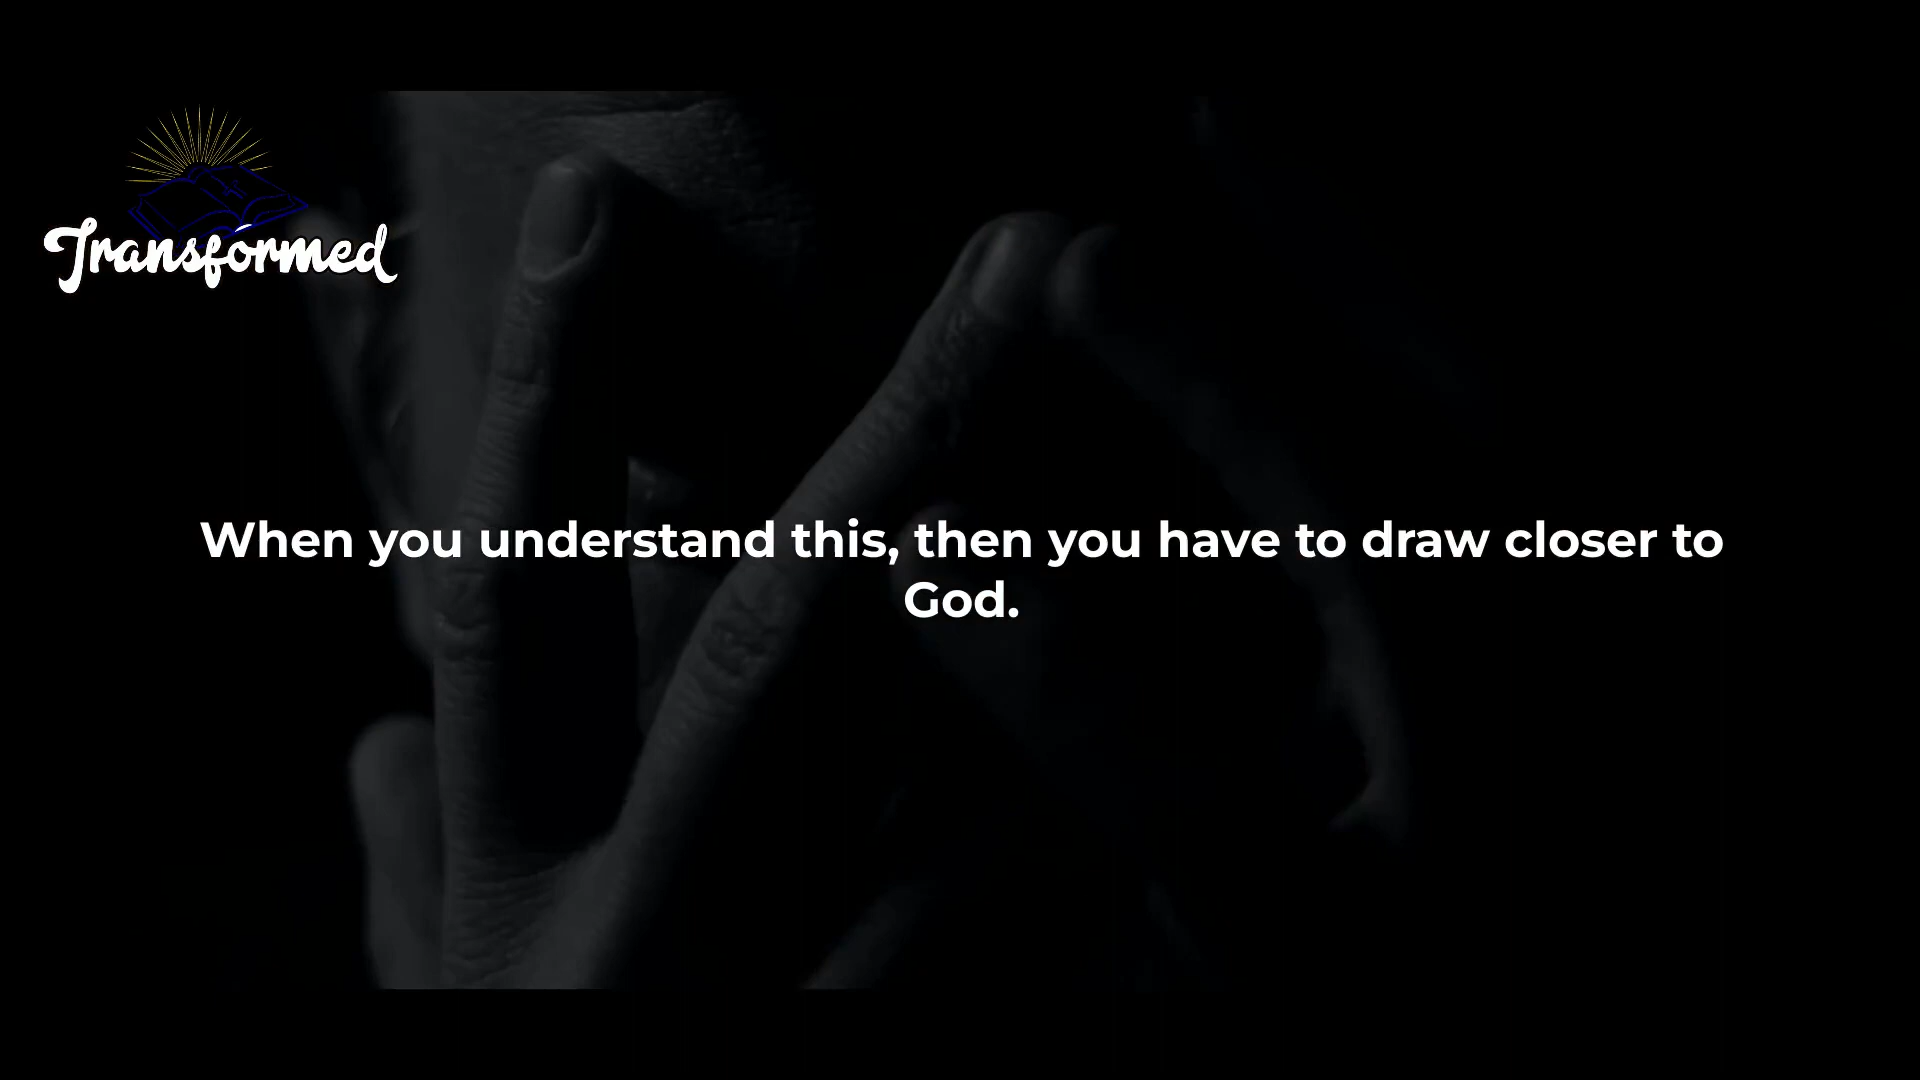 Transformed
When you understand this, then you have to draw closer to
God.